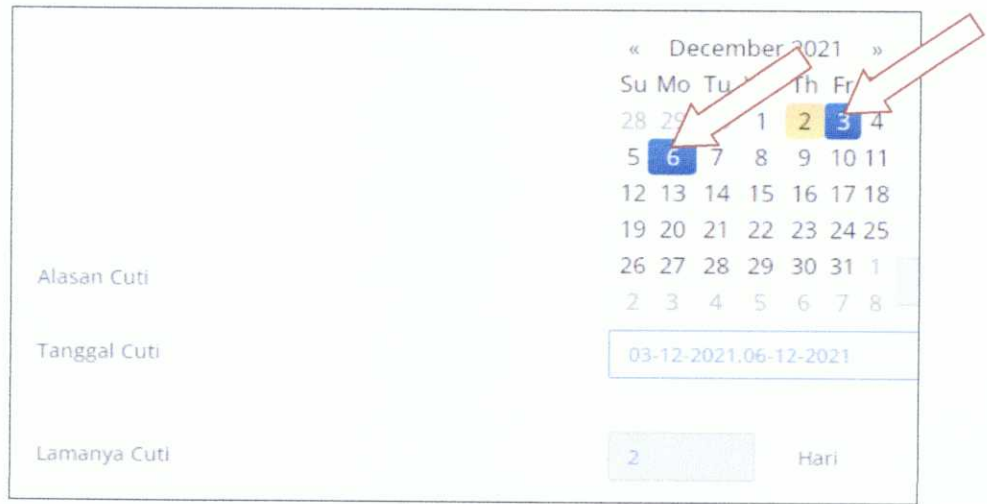 « December 2021 »
Su Mo Tu Th Fr
28 29 1 2 3 4
5 6 7 8 9 10 11
12 13 14 15 16 17 18
19 20 21 22 23 24 25
26 27 28 29 30 31 1
2 3 4 5 6 7 8
Alasan Cuti
Tanggal Cuti
03-12-2021.06-12-2021
Lamanya Cuti
2 Hari